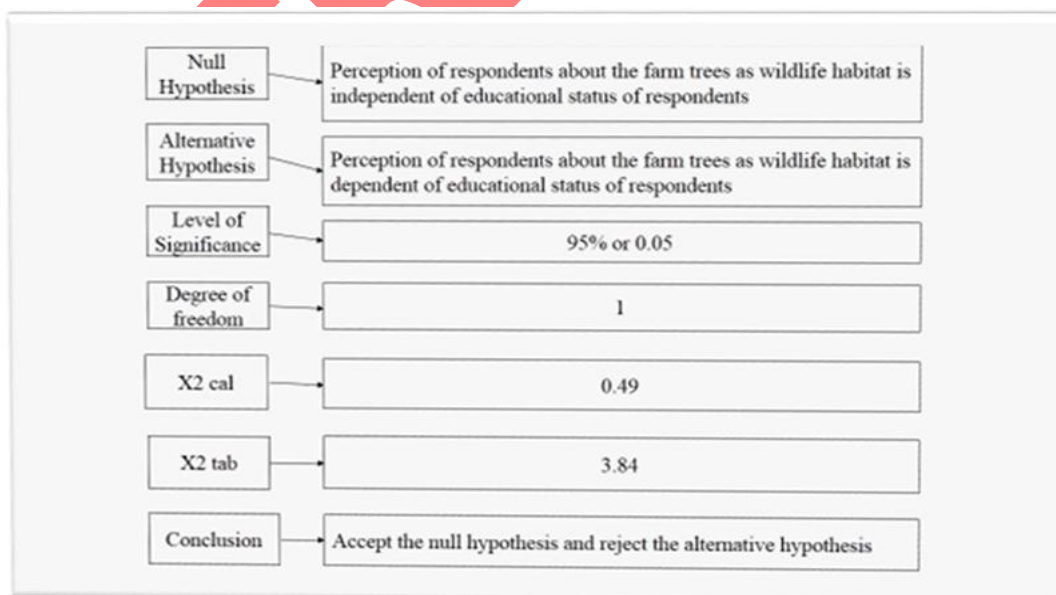 Null
Hypothesis
Perception of respondents about the farm trees as wildlife habitat is
independent of educational status of respondents
Alternative
Hypothesis
Perception of respondents about the farm trees as wildlife habitat is
dependent of educational status of respondents
Level of
Significance
95% or 0.05
Degree of
freedom
1
X2 cal
0.49
X2 tab
3.84
Conclusion
Accept the null hypothesis and reject the alternative hypothesis